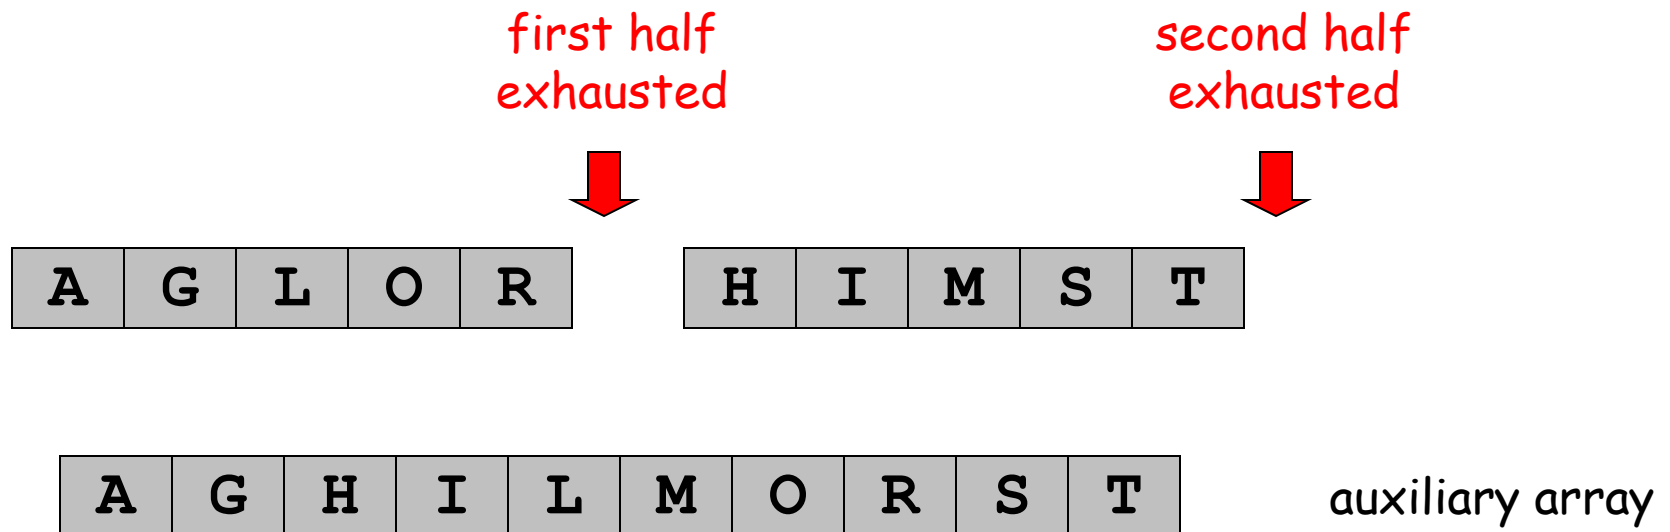 first half
exhausted
second half
exhausted
A G L O R
H I M S T
A G H I L M O R S T
auxiliary array